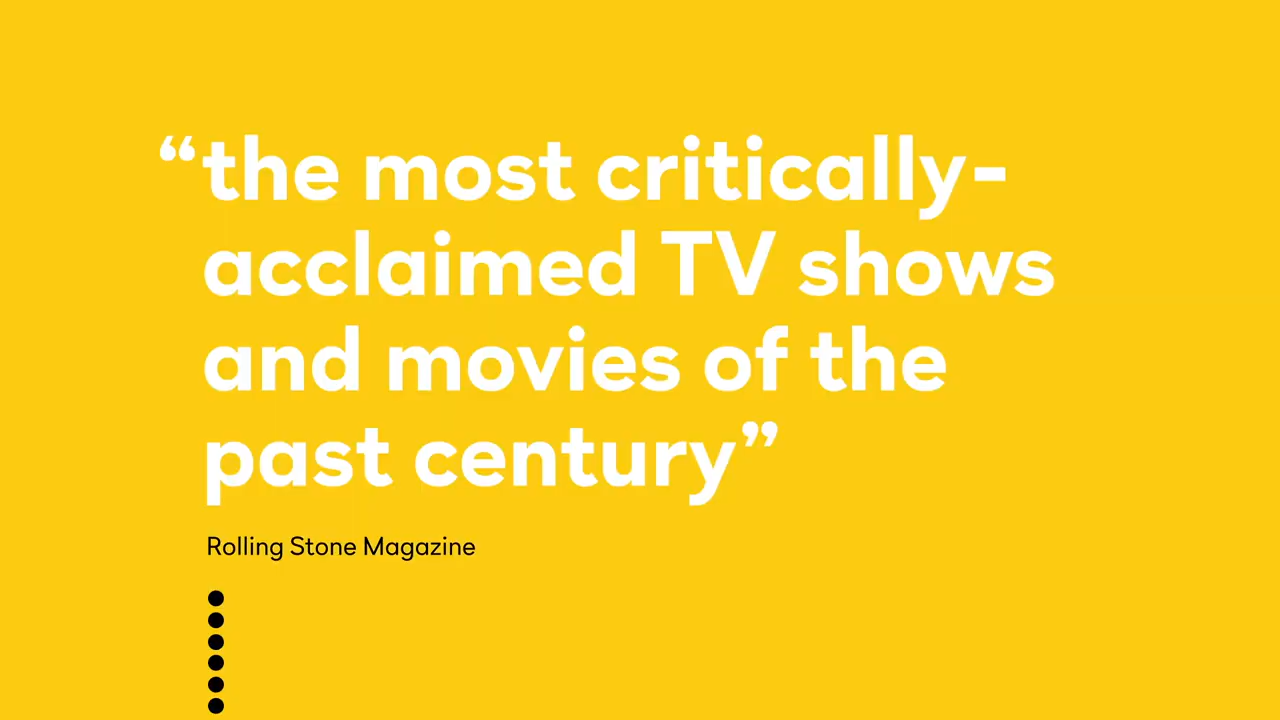 “the most critically-
acclaimed TV shows
and movies of the
past century”
Rolling Stone Magazine